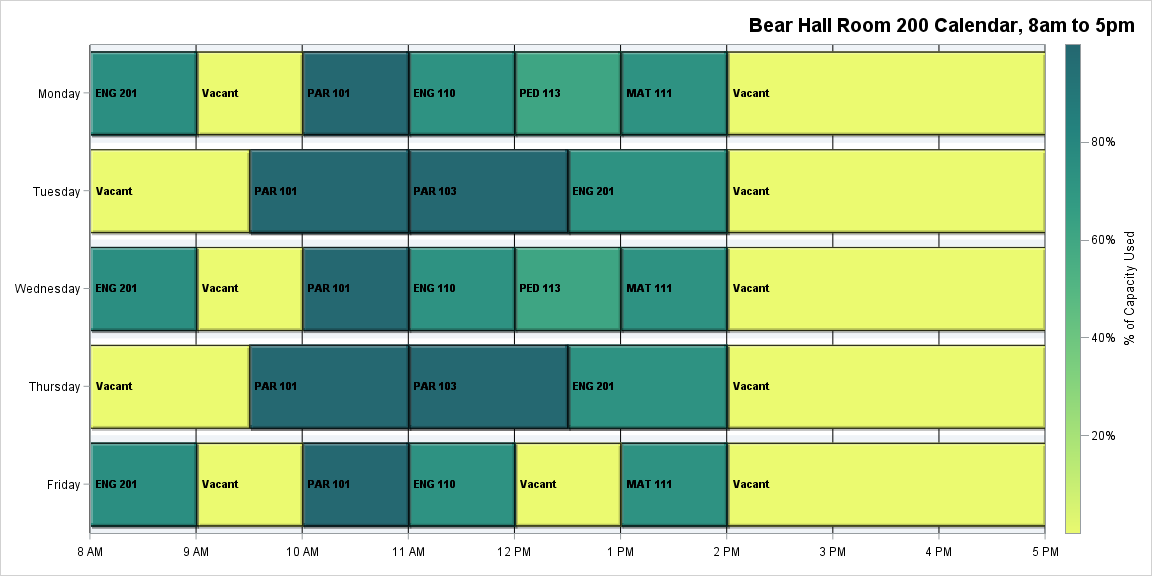 Bear Hall Room 200 Calendar, 8am to 5pm
Monday ENG 201 Vacant PAR 101 ENG 110 PED 113 MAT 111 Vacant
Tuesday Vacant PAR 101 PAR 103 ENG 201 Vacant
Wednesday ENG 201 Vacant PAR 101 ENG 110 PED 113 MAT 111 Vacant
Thursday Vacant PAR 101 PAR 103 ENG 201 Vacant
Friday ENG 201 Vacant PAR 101 ENG 110 Vacant MAT 111 Vacant
8 AM 9 AM 10 AM 11 AM 12 PM 1 PM 2 PM 3 PM 4 PM 5 PM
80%
60%
40%
20%
% of Capacity Used